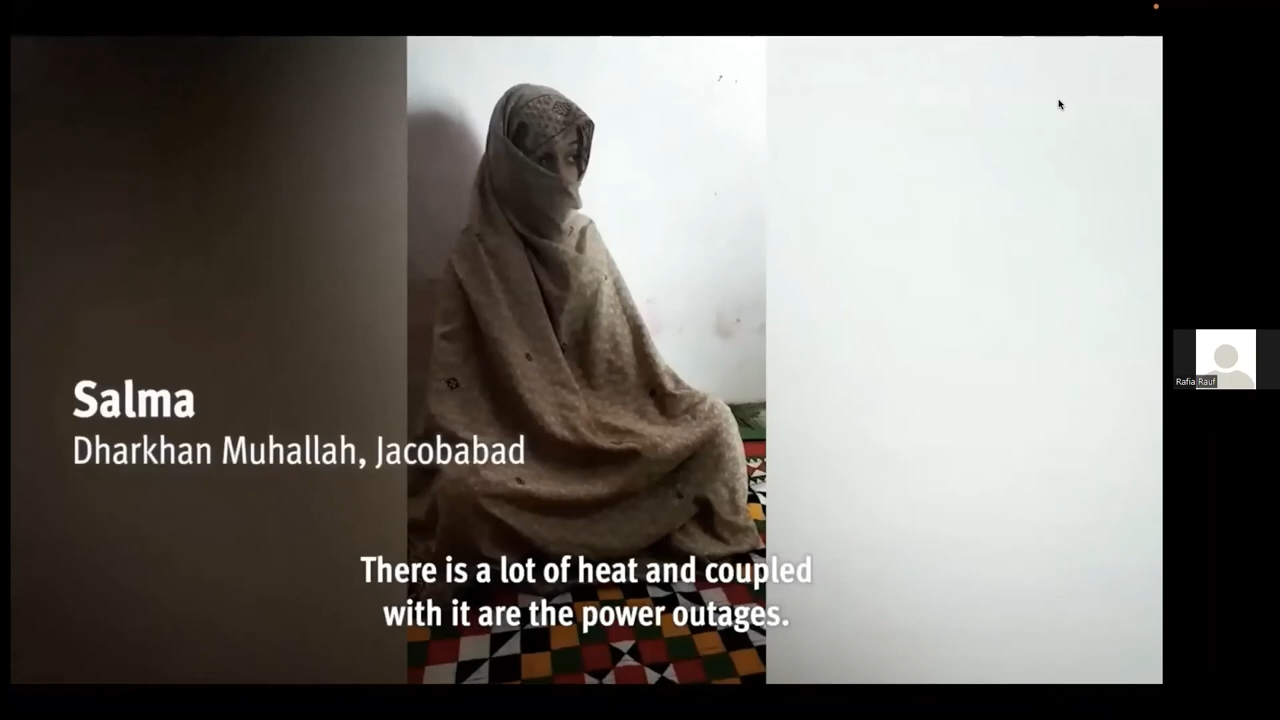 Salma
Dharkhan Muhallah, Jacobabad
There is a lot of heat and coupled
with it are the power outages.
Rafia Rauf